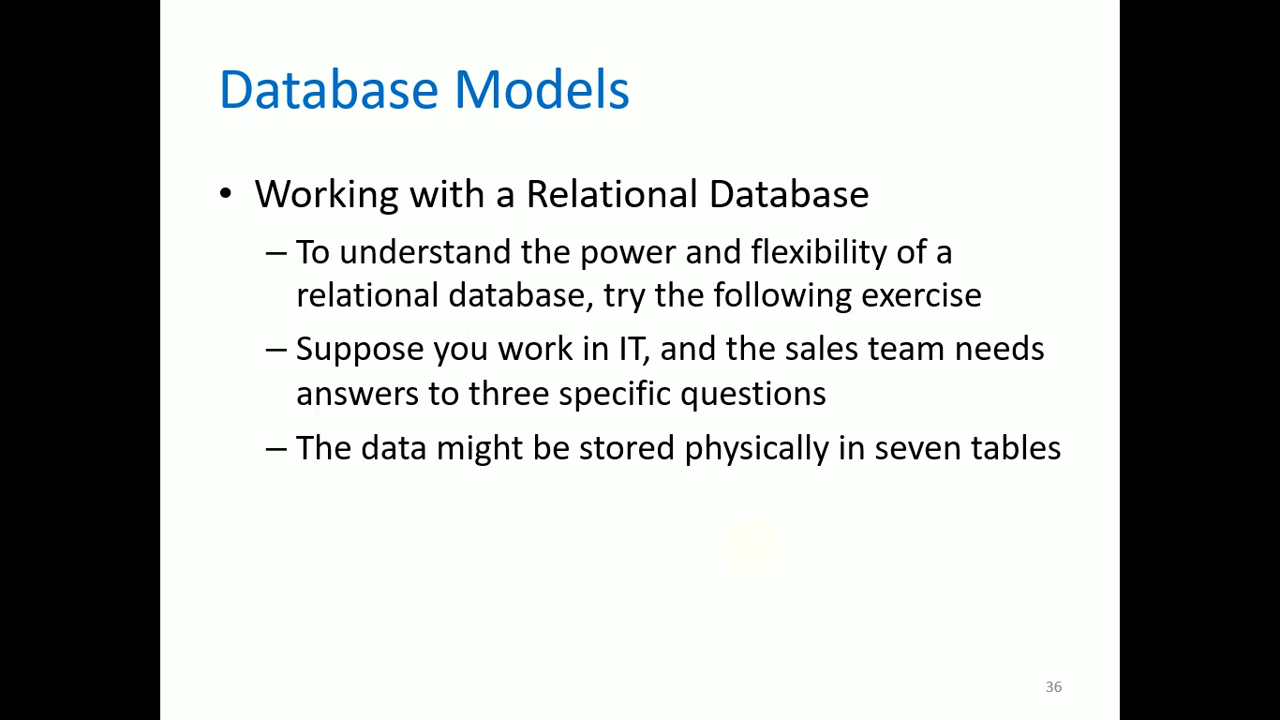 Database Models
• Working with a Relational Database
– To understand the power and flexibility of a
relational database, try the following exercise
– Suppose you work in IT, and the sales team needs
answers to three specific questions
– The data might be stored physically in seven tables
36